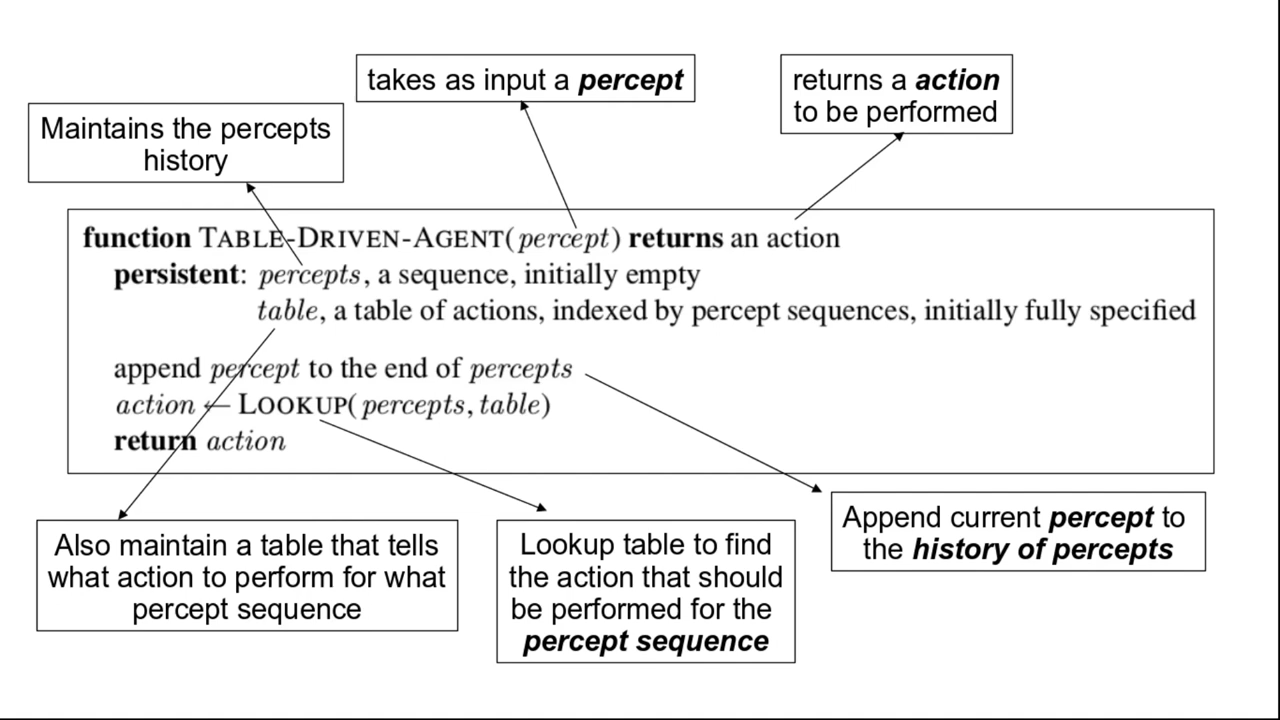 takes as input a percept
returns a action
to be performed
Maintains the percepts
history
function TABLE-DRIVEN-AGENT(percept) returns an action
persistent: percepts, a sequence, initially empty
table, a table of actions, indexed by percept sequences, initially fully specified
append percept to the end of percepts
action ← LOOKUP(percepts, table)
return action
Also maintain a table that tells
what action to perform for what
percept sequence
Lookup table to find
the action that should
be performed for the
percept sequence
Append current percept to
the history of percepts